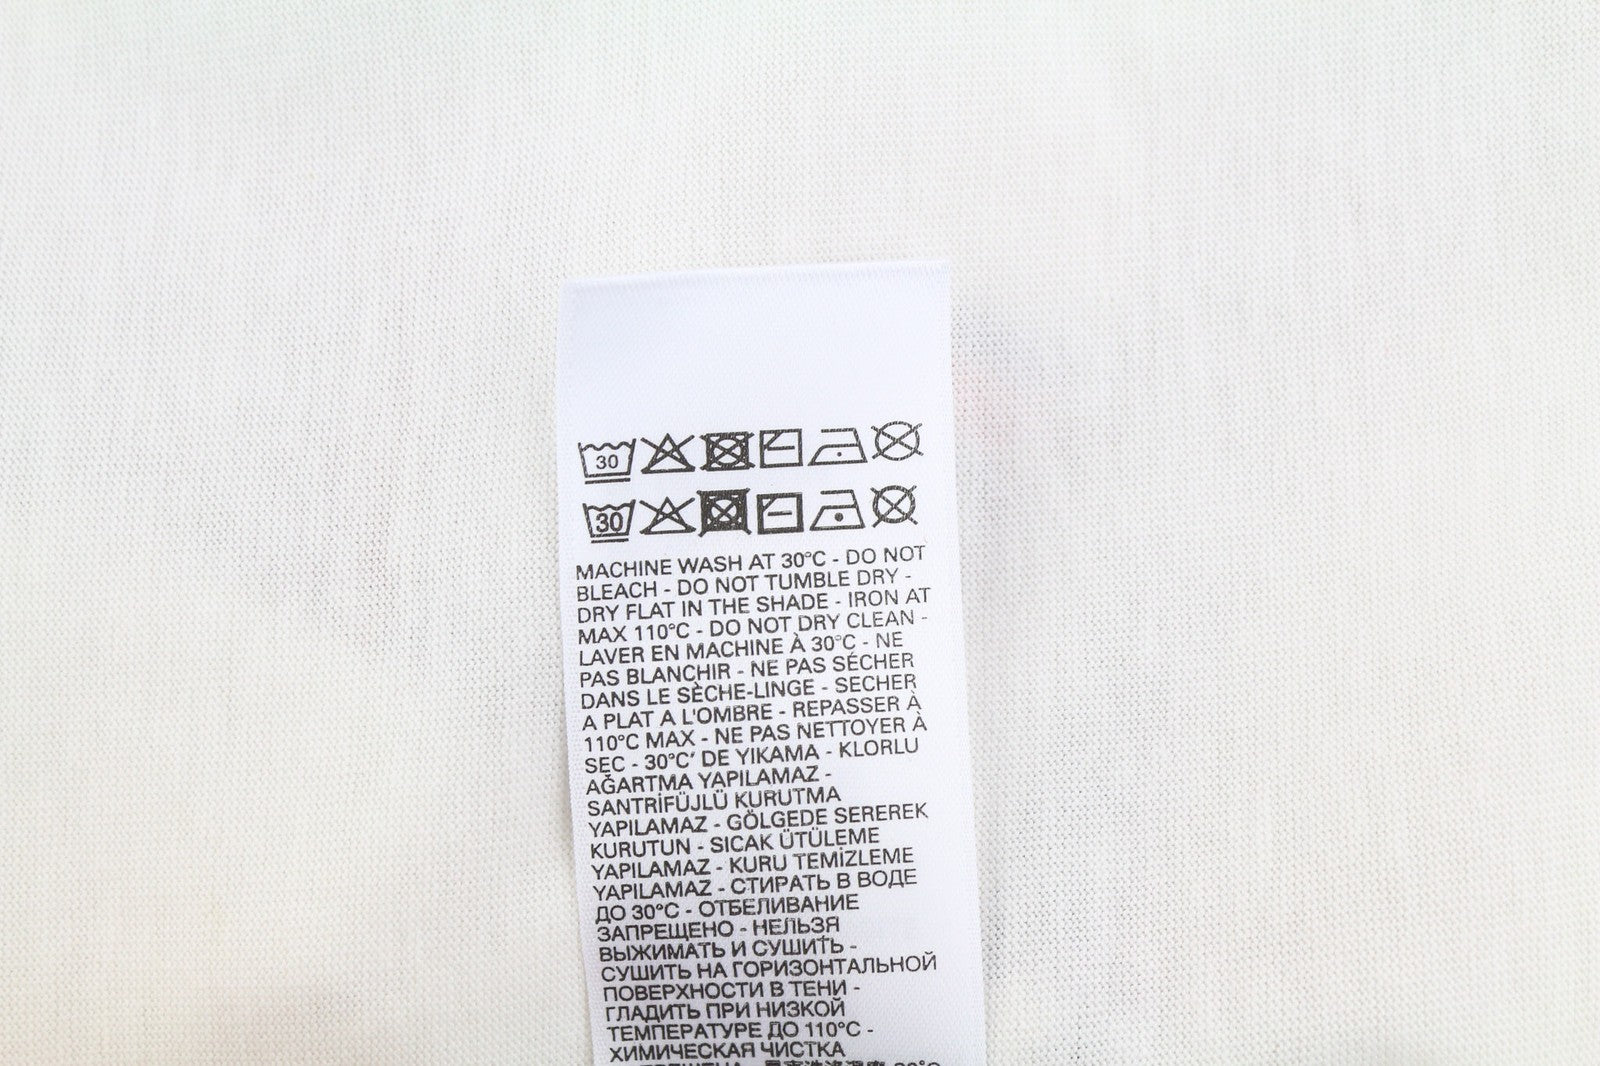 30
30
MACHINE WASH AT 30°C - DO NOT
BLEACH - DO NOT TUMBLE DRY -
DRY FLAT IN THE SHADE - IRON AT
MAX 110°C - DO NOT DRY CLEAN -
LAVER EN MACHINE À 30°C - NE
PAS BLANCHIR - NE PAS SÉCHER
DANS LE SÈCHE-LINGE - SECHER
A PLAT A L'OMBRE - REPASSER À
110°C MAX - NE PAS NETTOYER À
SEC - 30°C' DE YIKAMA - KLORLU
AĞARTMA YAPILAMAZ -
SANTRİFÜJLÜ KURUTMA
YAPILAMAZ - GÖLGEDE SEREREK
KURUTUN - SICAK ÜTÜLEME
YAPILAMAZ - KURU TEMİZLEME
YAPILAMAZ - СТИРАТЬ В ВОДЕ
ДО 30°C - ОТБЕЛИВАНИЕ
ЗАПРЕЩЕНО - НЕЛЬЗЯ
ВЫЖИМАТЬ И СУШИТЬ -
СУШИТЬ НА ГОРИЗОНТАЛЬНОЙ
ПОВЕРХНОСТИ В ТЕНИ -
ГЛАДИТЬ ПРИ НИЗКОЙ
ТЕМПЕРАТУРЕ ДО 110°C -
ХИМИЧЕСКАЯ ЧИСТКА